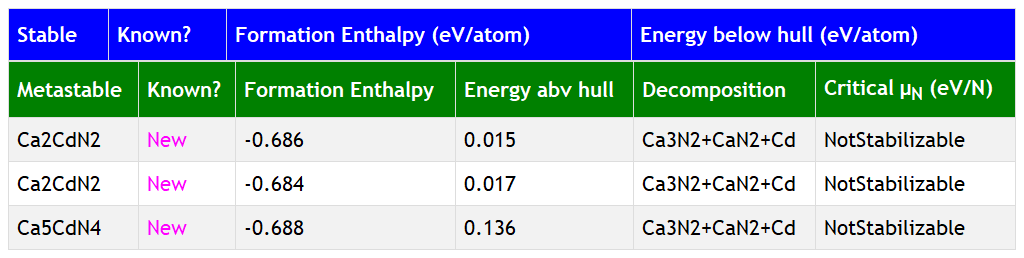 Stable Known? Formation Enthalpy (eV/atom) Energy below hull (eV/atom)
Metastable Known? Formation Enthalpy Energy abv hull Decomposition Critical μN (eV/N)
Ca2CdN2 New -0.686 0.015 Ca3N2+CaN2+Cd NotStabilizable
Ca2CdN2 New -0.684 0.017 Ca3N2+CaN2+Cd NotStabilizable
Ca5CdN4 New -0.688 0.136 Ca3N2+CaN2+Cd NotStabilizable